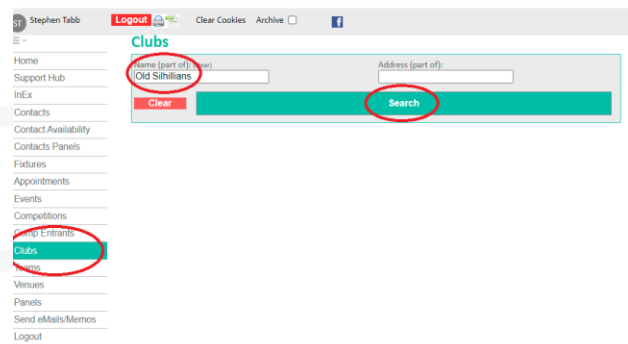 ST Stephen Tabb Logout Clear Cookies Archive
Clubs
Name (part of): (Clear) Address (part of):
Old Silhillians
Clear Search
Home
Support Hub
InEx
Contacts
Contact Availability
Contacts Panels
Fixtures
Appointments
Events
Competitions
Comp Entrants
Clubs
Teams
Venues
Panels
Send eMails/Memos
Logout